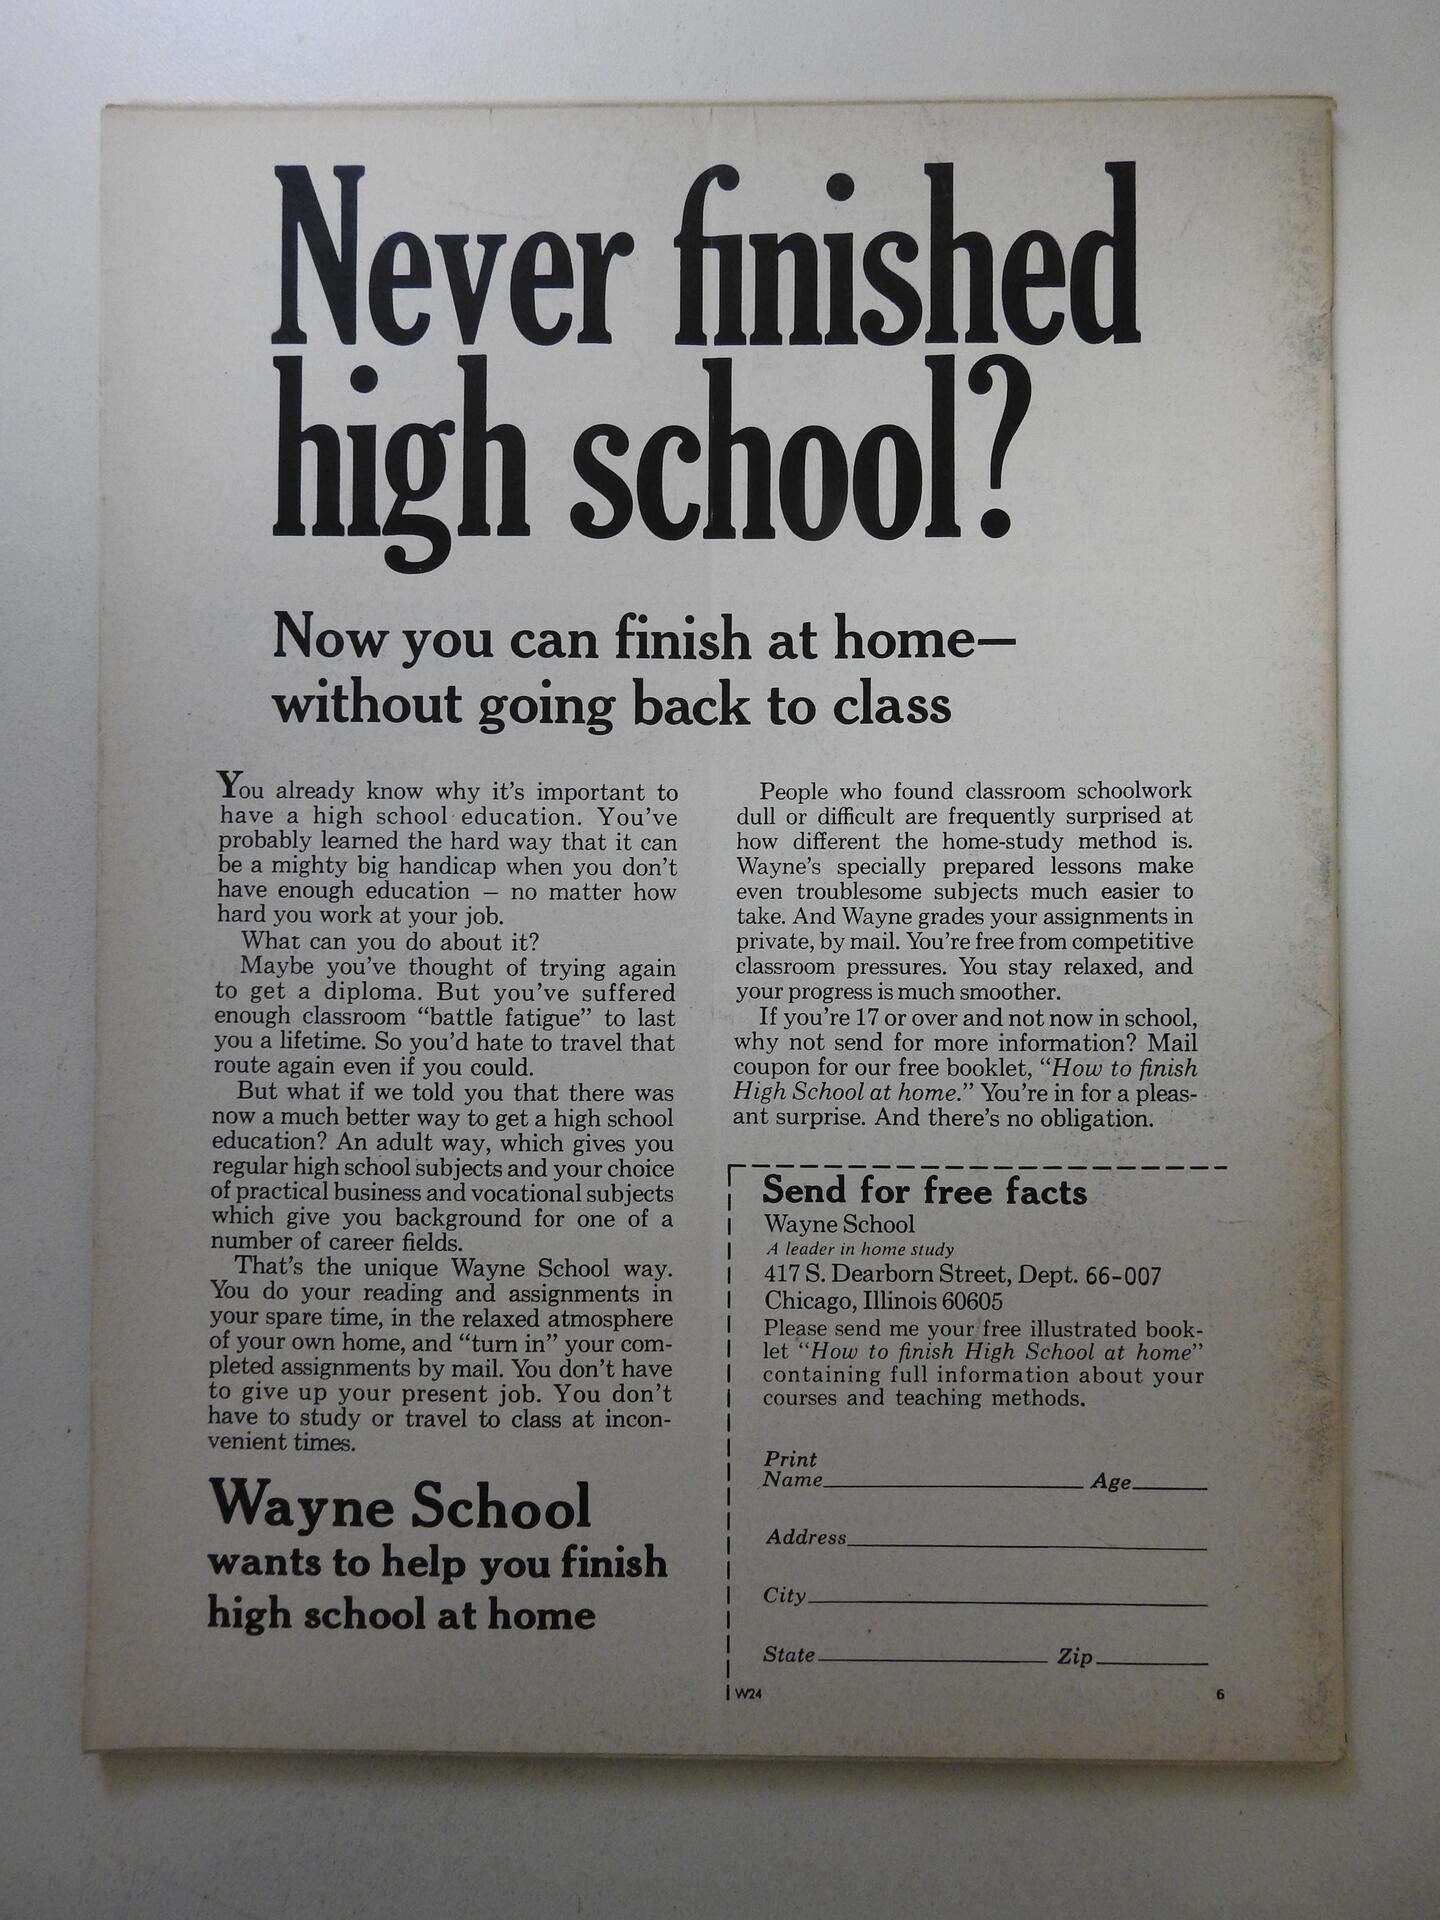 Never finished
high school?
Now you can finish at home—
without going back to class
You already know why it's important to
have a high school education. You've
probably learned the hard way that it can
be a mighty big handicap when you don't
have enough education — no matter how
hard you work at your job.
What can you do about it?
Maybe you've thought of trying again
to get a diploma. But you've suffered
enough classroom “battle fatigue” to last
you a lifetime. So you'd hate to travel that
route again even if you could.
But what if we told you that there was
now a much better way to get a high school
education? An adult way, which gives you
regular high school subjects and your choice
of practical business and vocational subjects
which give you background for one of a
number of career fields.
That's the unique Wayne School way.
You do your reading and assignments in
your spare time, in the relaxed atmosphere
of your own home, and “turn in” your com-
pleted assignments by mail. You don't have
to give up your present job. You don't
have to study or travel to class at incon-
venient times.
Wayne School
wants to help you finish
high school at home
People who found classroom schoolwork
dull or difficult are frequently surprised at
how different the home-study method is.
Wayne's specially prepared lessons make
even troublesome subjects much easier to
take. And Wayne grades your assignments in
private, by mail. You're free from competitive
classroom pressures. You stay relaxed, and
your progress is much smoother.
If you're 17 or over and not now in school,
why not send for more information? Mail
coupon for our free booklet, “How to finish
High School at home.” You're in for a pleas-
ant surprise. And there's no obligation.
Send for free facts
Wayne School
A leader in home study
417 S. Dearborn Street, Dept. 66-007
Chicago, Illinois 60605
Please send me your free illustrated book-
let “How to finish High School at home”
containing full information about your
courses and teaching methods.
Print
Name Age
Address
City
State Zip
W24 6